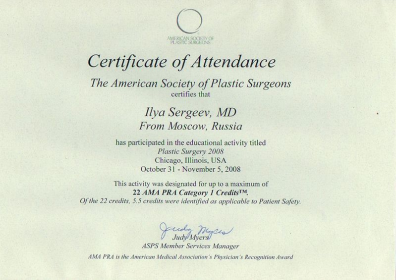 AMERICAN SOCIETY OF
PLASTIC SURGEONS
Certificate of Attendance
The American Society of Plastic Surgeons
certifies that
Ilya Sergeev, MD
From Moscow, Russia
has participated in the educational activity titled
Plastic Surgery 2008
Chicago, Illinois, USA
October 31 - November 5, 2008
This activity was designated for up to a maximum of
22 AMA PRA Category 1 Credits™.
Of the 22 credits, 5.5 credits were identified as applicable to Patient Safety.
Judy Myers
Judy Myers
ASPS Member Services Manager
AMA PRA is the American Medical Association's Physician's Recognition Award